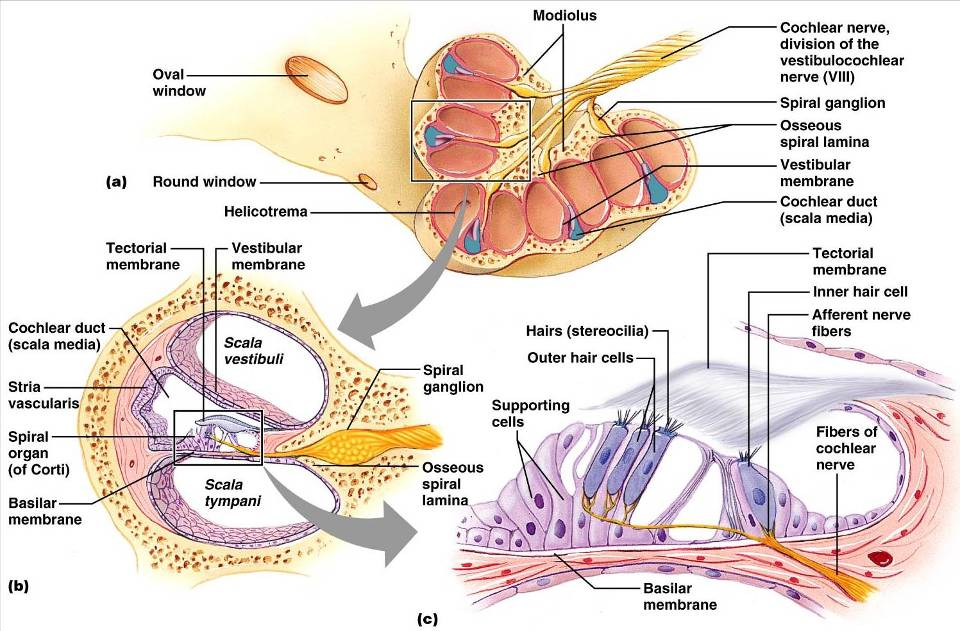 Modiolus
Cochlear nerve,
division of the
vestibulocochlear
nerve (VIII)
Oval
window
Spiral ganglion
Osseous
spiral lamina
Vestibular
membrane
(a)
Round window
Cochlear duct
(scala media)
Helicotrema
Tectorial
membrane
Vestibular
membrane
Cochlear duct
(scala media)
Scala
vestibuli
Stria
vascularis
Spiral
ganglion
Spiral
organ
(of Corti)
Basilar
membrane
Scala
tympani
Osseous
spiral
lamina
(b)
Tectorial
membrane
Inner hair cell
Afferent nerve
fibers
Hairs (stereocilia)
Outer hair cells
Supporting
cells
Fibers of
cochlear
nerve
Basilar
membrane
(c)